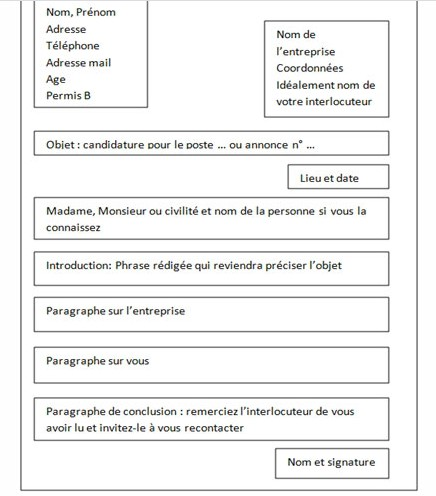 Nom, Prénom
Adresse
Téléphone
Adresse mail
Age
Permis B
Nom de
l’entreprise
Coordonnées
Idéalement nom de
votre interlocuteur
Objet : candidature pour le poste ... ou annonce n° ...
Lieu et date
Madame, Monsieur ou civilité et nom de la personne si vous la
connaissez
Introduction: Phrase rédigée qui reviendra préciser l’objet
Paragraphe sur l’entreprise
Paragraphe sur vous
Paragraphe de conclusion : remerciez l’interlocuteur de vous
avoir lu et invitez-le à vous recontacter
Nom et signature